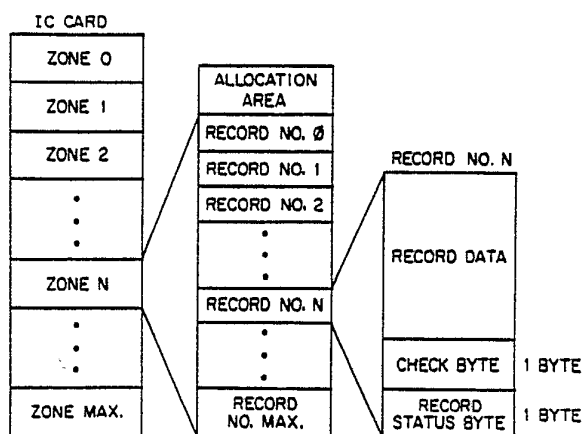 IC CARD
ZONE 0
ZONE 1
ZONE 2
ZONE N
ZONE MAX.
ALLOCATION
AREA
RECORD NO. Ø
RECORD NO. 1
RECORD NO. 2
RECORD NO. N
RECORD
NO. MAX.
RECORD NO. N
RECORD DATA
CHECK BYTE 1 BYTE
RECORD
STATUS BYTE 1 BYTE